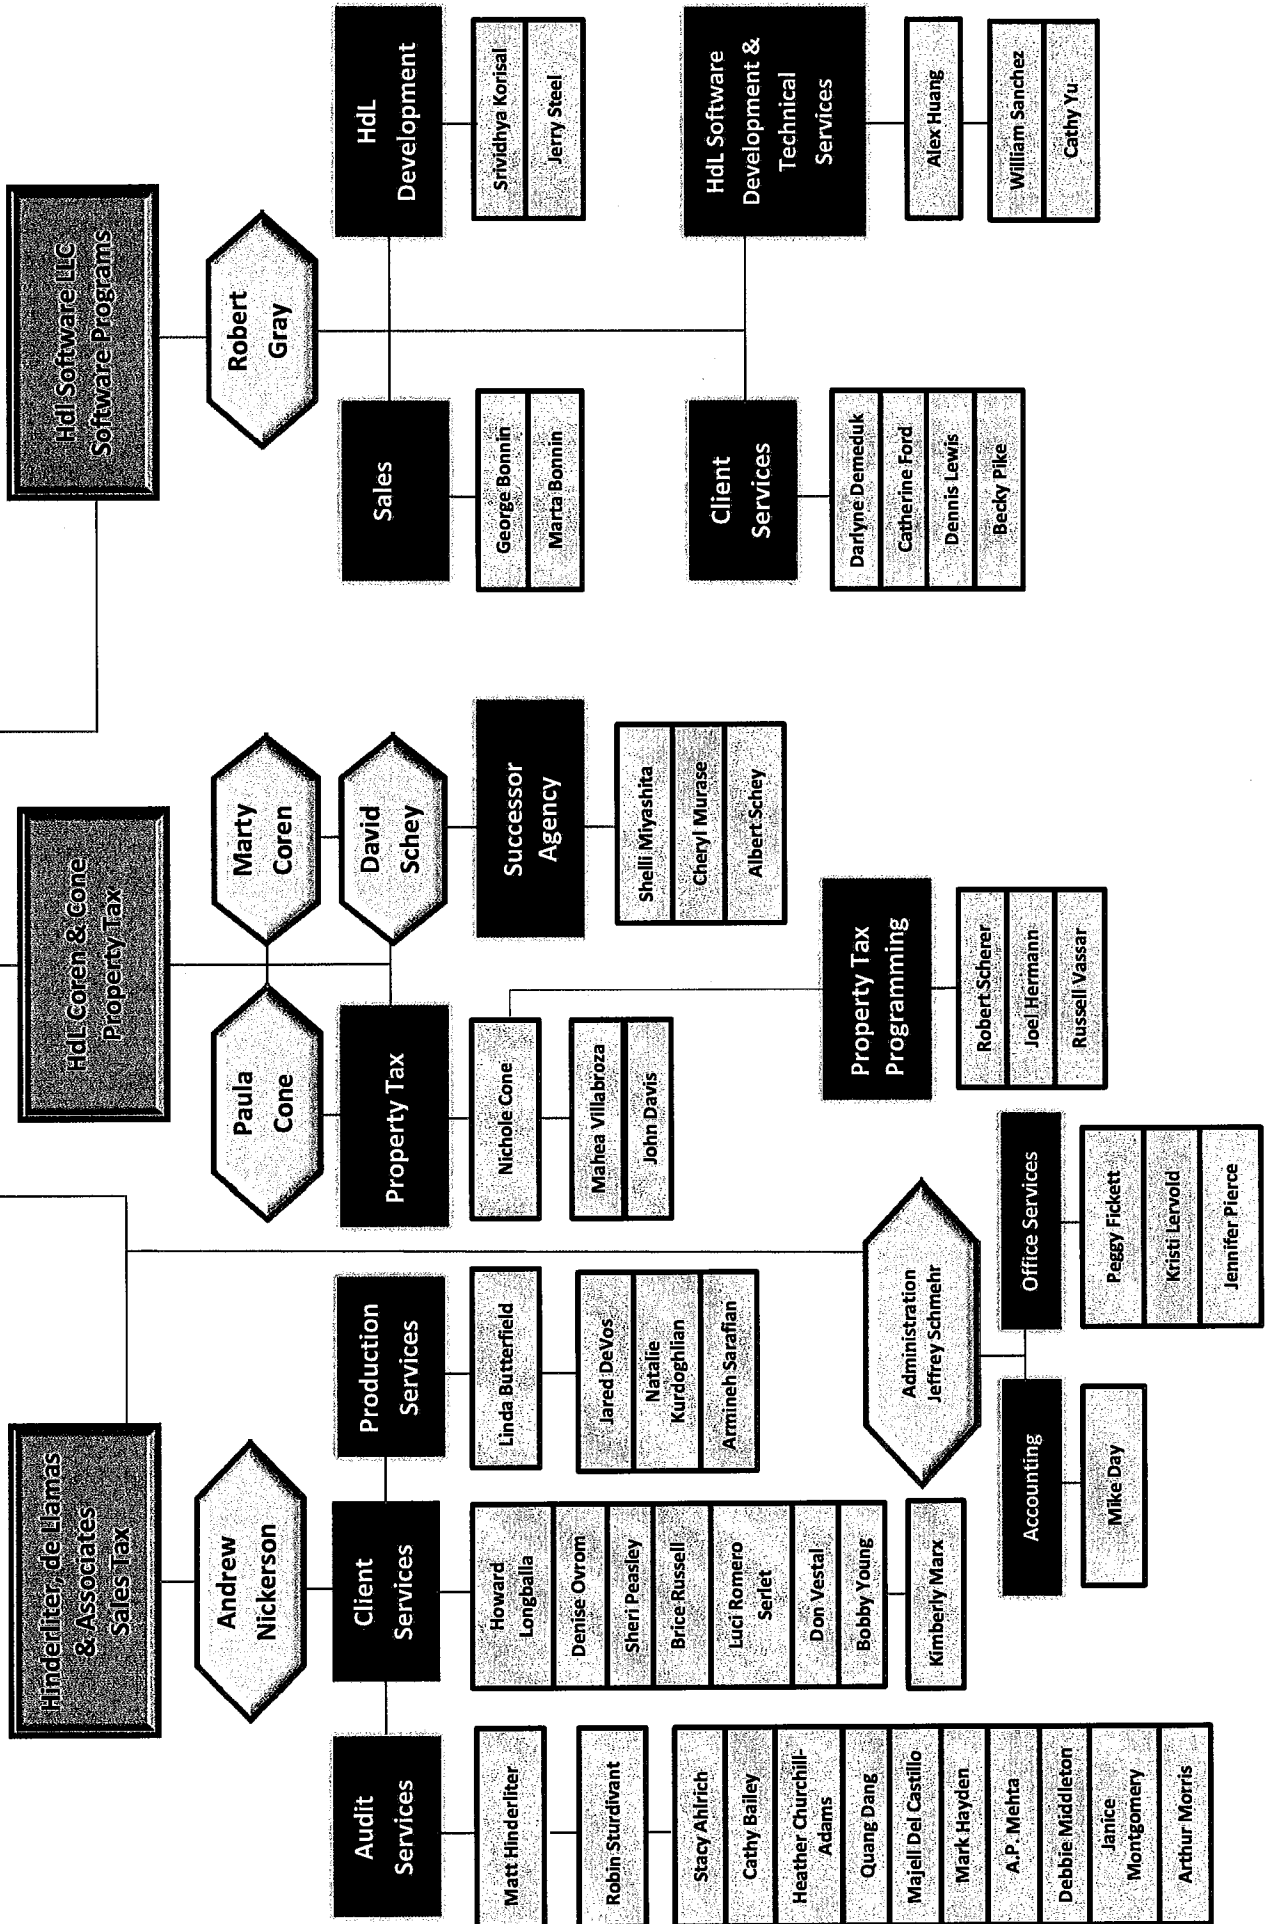 Hinderliter, de Llamas
& Associates
Sales Tax
Andrew
Nickerson
Audit
Services
Matt Hinderliter
Robin Sturdivant
Stacy Ahlrich
Cathy Bailey
Heather Churchill-
Adams
Quang Dang
Majell Del Castillo
Mark Hayden
A.P. Mehta
Debbie Middleton
Janice
Montgomery
Arthur Morris
Client
Services
Howard
Longballa
Denise Ovrom
Sheri Peasley
Brice Russell
Luci Romero
Serlet
Don Vestal
Bobby Young
Kimberly Marx
Production
Services
Linda Butterfield
Jared DeVos
Natalie
Kurdoghlian
Armineh Sarafian
Administration
Jeffrey Schmehr
Accounting
Mike Day
Office Services
Peggy Fickett
Kristi Lervold
Jennifer Pierce
HdL Coren & Cone
Property Tax
Paula
Cone
Marty
Coren
David
Schey
Property Tax
Nichole Cone
Mahea Villabroza
John Davis
Successor
Agency
Shelli Miyashita
Cheryl Murase
Albert Schey
Property Tax
Programming
Robert Scherer
Joel Hermann
Russell Vassar
Hdl Software LLC
Software Programs
Robert
Gray
Sales
George Bonnin
Marta Bonnin
HdL
Development
Srividhya Korisal
Jerry Steel
Client
Services
Darlyne Demeduk
Catherine Ford
Dennis Lewis
Becky Pike
HdL Software
Development &
Technical
Services
Alex Huang
William Sanchez
Cathy Yu